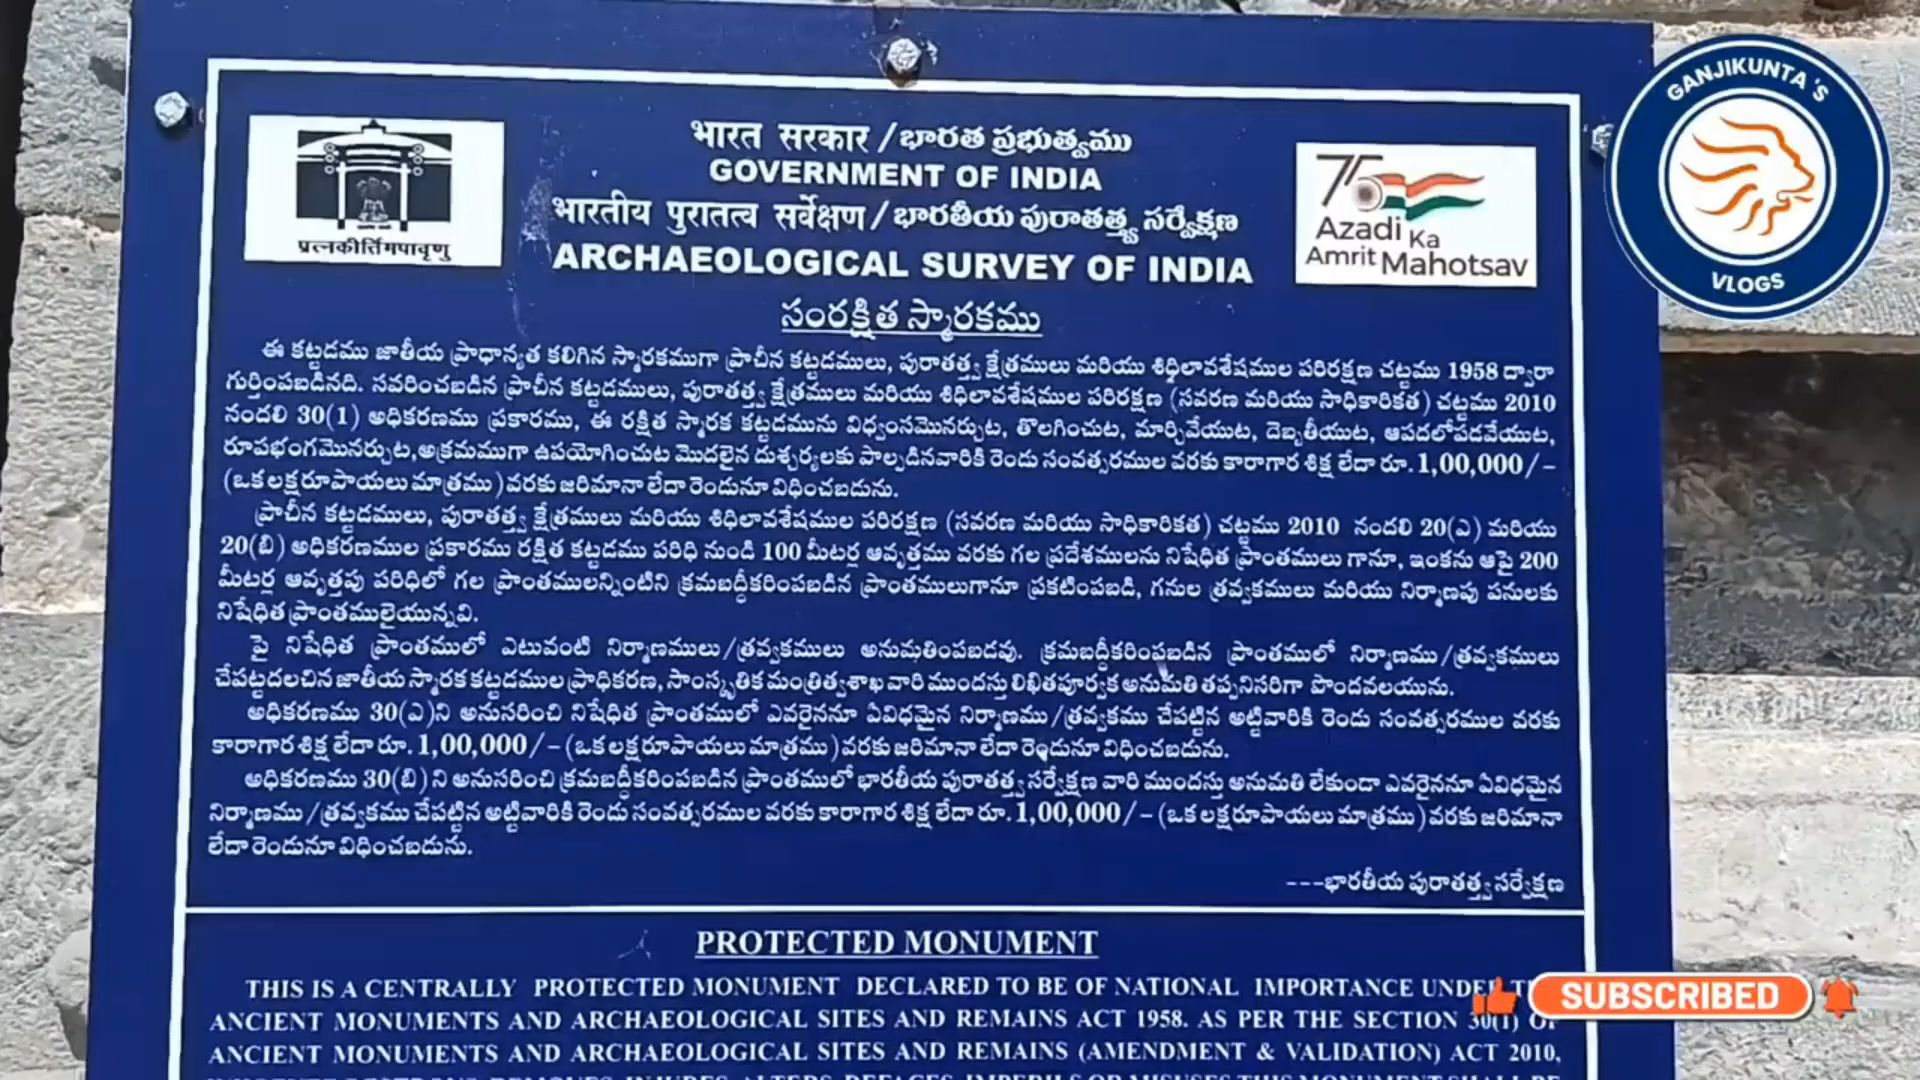 भारत सरकार / భారత ప్రభుత్వము
GOVERNMENT OF INDIA
भारतीय पुरातत्व सर्वेक्षण / భారతీయ పురాతత్త్వ సర్వేక్షణ
ARCHAEOLOGICAL SURVEY OF INDIA
प्रत्नकीर्तिमपावृणु
75
Azadi Ka
Amrit Mahotsav
GANJIKUNTA'S
VLOGS
సంరక్షిత స్మారకము
ఈ కట్టడము జాతీయ ప్రాధాన్యత కలిగిన స్మారకముగా ప్రాచీన కట్టడములు, పురాతత్త్వ క్షేత్రములు మరియు శిధిలావశేషముల పరిరక్షణ చట్టము 1958 ద్వారా
గుర్తింపబడినది. సవరించబడిన ప్రాచీన కట్టడములు, పురాతత్త్వ క్షేత్రములు మరియు శిధిలావశేషముల పరిరక్షణ (సవరణ మరియు సాధికారికత) చట్టము 2010
నందలి 30(1) అధికరణము ప్రకారము, ఈ రక్షిత స్మారక కట్టడమును విధ్వంసమొనర్చుట, తొలగించుట, మార్చివేయుట, దెబ్బతీయుట, ఆపదలోపడవేయుట,
రూపభంగమొనర్చుట,అక్రమముగా ఉపయోగించుట మొదలైన దుశ్చర్యలకు పాల్పడినవారికి రెండు సంవత్సరముల వరకు కారాగార శిక్ష లేదా రూ. 1,00,000/-
(ఒక లక్ష రూపాయలు మాత్రము) వరకు జరిమానా లేదా రెండునూ విధించబడును.
ప్రాచీన కట్టడములు, పురాతత్త్వ క్షేత్రములు మరియు శిధిలావశేషముల పరిరక్షణ (సవరణ మరియు సాధికారికత) చట్టము 2010 నందలి 20(ఎ) మరియు
20(బి) అధికరణముల ప్రకారము రక్షిత కట్టడము పరిధి నుండి 100 మీటర్ల ఆవృత్తము వరకు గల ప్రదేశములను నిషేధిత ప్రాంతములు గానూ, ఇంకను ఆపై 200
మీటర్ల ఆవృత్తపు పరిధిలో గల ప్రాంతములన్నింటిని క్రమబద్ధీకరింపబడిన ప్రాంతములుగానూ ప్రకటింపబడి, గనుల త్రవ్వకములు మరియు నిర్మాణపు పనులకు
నిషేధిత ప్రాంతములైయున్నవి.
పై నిషేధిత ప్రాంతములో ఎటువంటి నిర్మాణములు/త్రవ్వకములు అనుమతింపబడవు. క్రమబద్ధీకరింపబడిన ప్రాంతములో నిర్మాణము/త్రవ్వకములు
చేపట్టదలచిన జాతీయ స్మారక కట్టడముల ప్రాధికరణ, సాంస్కృతిక మంత్రిత్వశాఖ వారి ముందస్తు లిఖితపూర్వక అనుమతి తప్పనిసరిగా పొందవలయును.
అధికరణము 30(ఎ)ని అనుసరించి నిషేధిత ప్రాంతములో ఎవరైననూ ఏవిధమైన నిర్మాణము/త్రవ్వకము చేపట్టిన అట్టివారికి రెండు సంవత్సరముల వరకు
కారాగార శిక్ష లేదా రూ. 1,00,000/- (ఒక లక్ష రూపాయలు మాత్రము) వరకు జరిమానా లేదా రెండునూ విధించబడును.
అధికరణము 30(బి)ని అనుసరించి క్రమబద్ధీకరింపబడిన ప్రాంతములో భారతీయ పురాతత్త్వ సర్వేక్షణ వారి ముందస్తు అనుమతి లేకుండా ఎవరైననూ ఏవిధమైన
నిర్మాణము/త్రవ్వకము చేపట్టిన అట్టివారికి రెండు సంవత్సరముల వరకు కారాగార శిక్ష లేదా రూ. 1,00,000/- (ఒక లక్ష రూపాయలు మాత్రము) వరకు జరిమానా
లేదా రెండునూ విధించబడును.
---భారతీయ పురాతత్త్వ సర్వేక్షణ
PROTECTED MONUMENT
THIS IS A CENTRALLY PROTECTED MONUMENT DECLARED TO BE OF NATIONAL IMPORTANCE UNDER
SUBSCRIBED
ANCIENT MONUMENTS AND ARCHAEOLOGICAL SITES AND REMAINS ACT 1958. AS PER THE SECTION 30(1) OF
ANCIENT MONUMENTS AND ARCHAEOLOGICAL SITES AND REMAINS (AMENDMENT & VALIDATION) ACT 2010,